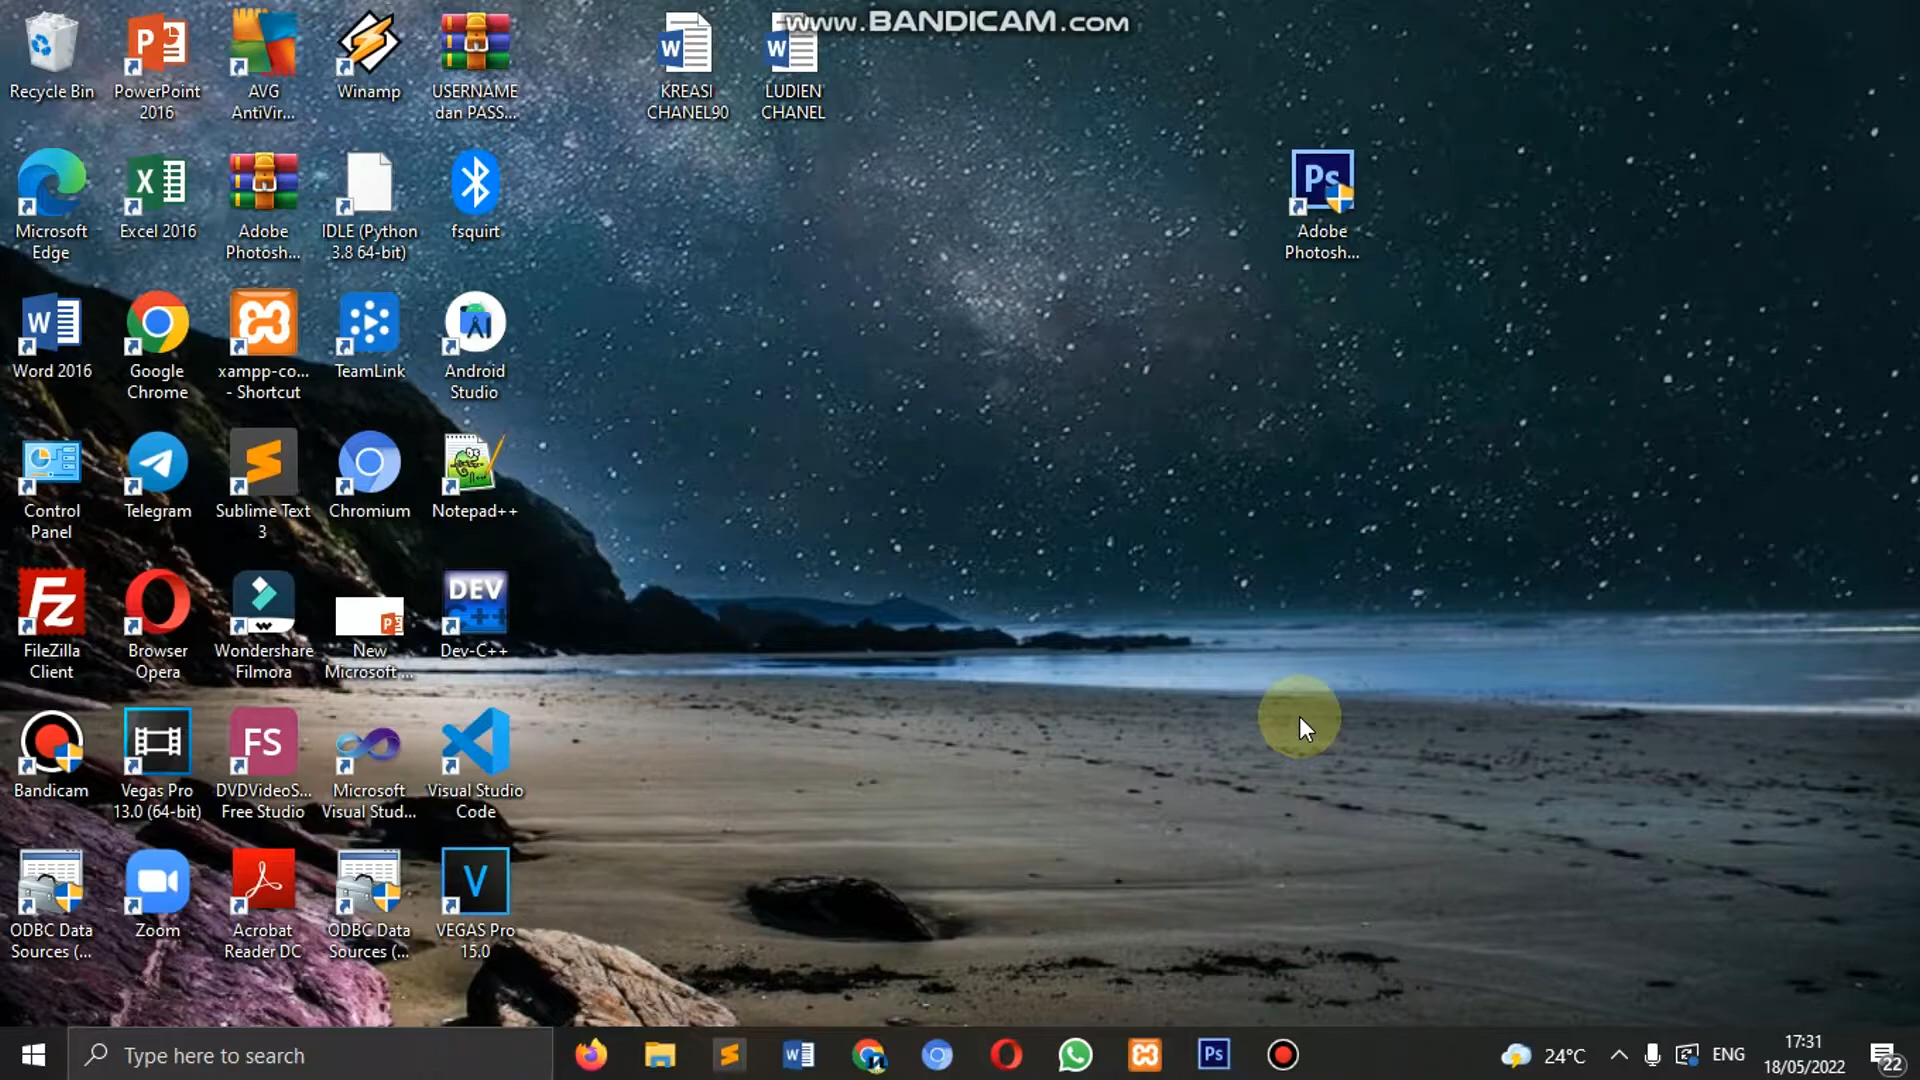 www.BANDICAM.com
Recycle Bin
PowerPoint
2016
AVG
AntiVir...
Winamp
USERNAME
dan PASS...
KREASI
CHANEL90
LUDIEN
CHANEL
Microsoft
Edge
Excel 2016
Adobe
Photosh...
IDLE (Python
3.8 64-bit)
fsquirt
Adobe
Photosh...
Word 2016
Google
Chrome
xampp-co...
- Shortcut
TeamLink
Android
Studio
Control
Panel
Telegram
Sublime Text
3
Chromium
Notepad++
FileZilla
Client
Browser
Opera
Wondershare
Filmora
New
Microsoft ...
DEV
C++
Dev-C++
Bandicam
Vegas Pro
13.0 (64-bit)
FS
DVDVideoS...
Free Studio
Microsoft
Visual Stud...
Visual Studio
Code
ODBC Data
Sources (...
Zoom
Acrobat
Reader DC
ODBC Data
Sources (...
VEGAS Pro
15.0
Type here to search
24°C
ENG
17:31
18/05/2022
22